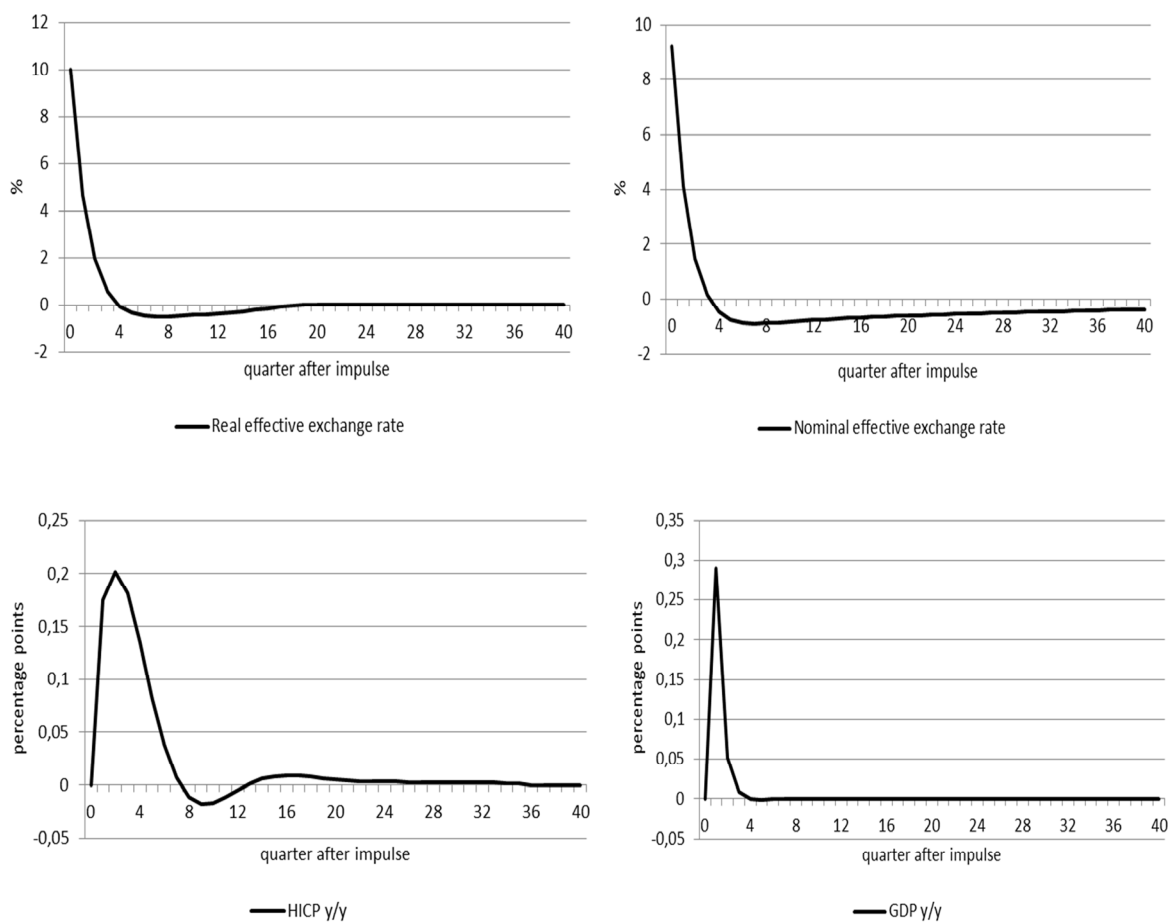 12
10
8
6
4
2
0
-2
%
0 4 8 12 16 20 24 28 32 36 40
quarter after impulse
Real effective exchange rate
10
8
6
4
2
0
-2
%
0 4 8 12 16 20 24 28 32 36 40
quarter after impulse
Nominal effective exchange rate
0,25
0,2
0,15
0,1
0,05
0
-0,05
percentage points
0 4 8 12 16 20 24 28 32 36 40
quarter after impulse
HICP y/y
0,35
0,3
0,25
0,2
0,15
0,1
0,05
0
-0,05
percentage points
0 4 8 12 16 20 24 28 32 36 40
quarter after impulse
GDP y/y